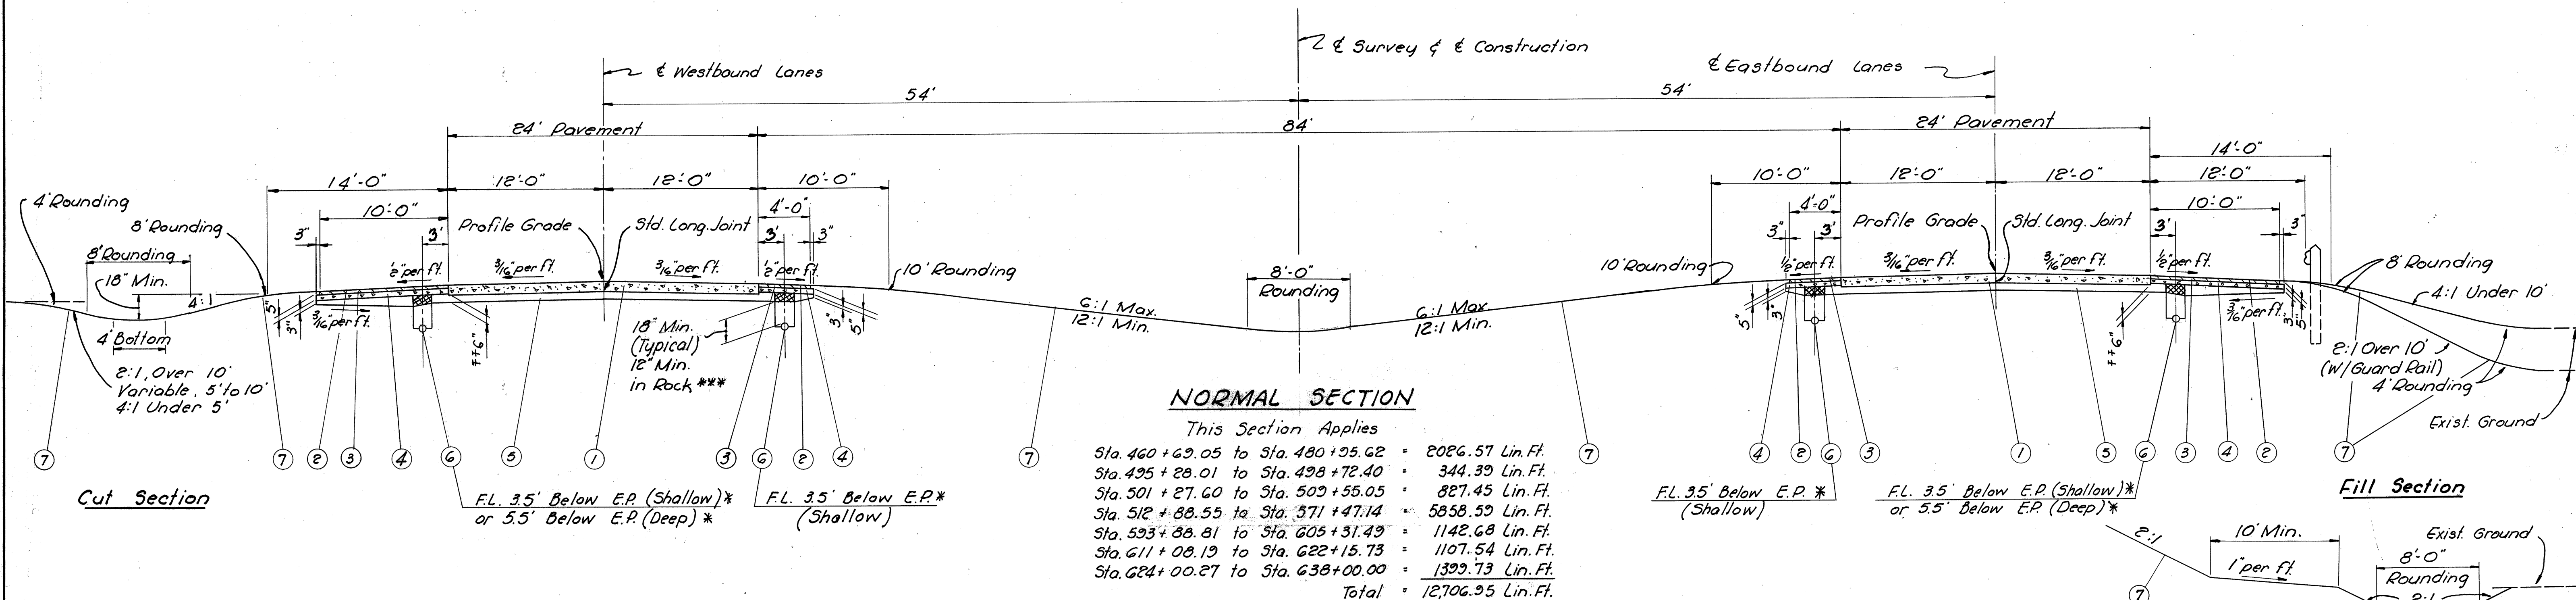 ℄ Survey & ℄ Construction
℄ Westbound Lanes
℄ Eastbound Lanes
54'
54'
24' Pavement
84'
24' Pavement
14'-0"
14'-0"
12'-0"
12'-0"
10'-0"
10'-0"
12'-0"
12'-0"
12'-0"
4' Rounding
8' Rounding
10'-0"
4'-0"
4'-0"
10'-0"
8' Rounding
3"
3'
Profile Grade
Std. Long. Joint
3'
3"
3"
3'
Profile Grade
Std. Long. Joint
3'
3"
18" Min.
4:1
1/2" per ft.
3/16" per ft.
3/16" per ft.
1/2" per ft.
10' Rounding
8'-0"
Rounding
10' Rounding
1/2" per ft.
3/16" per ft.
3/16" per ft.
1/2" per ft.
8' Rounding
4:1 Under 10'
5"
3"
3/16" per ft.
‡‡6"
3"
5"
6:1 Max.
12:1 Min.
6:1 Max.
12:1 Min.
5"
3"
‡‡6"
3/16" per ft.
3"
5"
4' Bottom
2:1, Over 10'
Variable, 5' to 10'
4:1 Under 5'
18" Min.
(Typical)
12" Min.
in Rock ***
2:1 Over 10'
(W/Guard Rail)
4' Rounding
Exist. Ground
7
7
2
3
4
6
5
1
3
6
2
4
7
7
4
2
6
3
1
5
6
3
4
2
7
Cut Section
F.L. 3.5' Below E.P. (Shallow)*
or 5.5' Below E.P. (Deep) *
F.L. 3.5' Below E.P. *
(Shallow)
NORMAL SECTION
This Section Applies
Sta. 460 + 69.05 to Sta. 480 + 95.62 = 2026.57 Lin. Ft.
Sta. 495 + 28.01 to Sta. 498 + 72.40 = 344.39 Lin. Ft.
Sta. 501 + 27.60 to Sta. 509 + 55.05 = 827.45 Lin. Ft.
Sta. 512 + 88.55 to Sta. 571 + 47.14 = 5858.59 Lin. Ft.
Sta. 593 + 88.81 to Sta. 605 + 31.49 = 1142.68 Lin. Ft.
Sta. 611 + 08.19 to Sta. 622 + 15.73 = 1107.54 Lin. Ft.
Sta. 624 + 00.27 to Sta. 638 + 00.00 = 1399.73 Lin. Ft.
Total = 12,706.95 Lin. Ft.
F.L. 3.5' Below E.P. *
(Shallow)
F.L. 3.5' Below E.P. (Shallow)*
or 5.5' Below E.P. (Deep)*
Fill Section
2:1
10' Min.
1" per ft.
Exist. Ground
8'-0"
Rounding
2:1
7